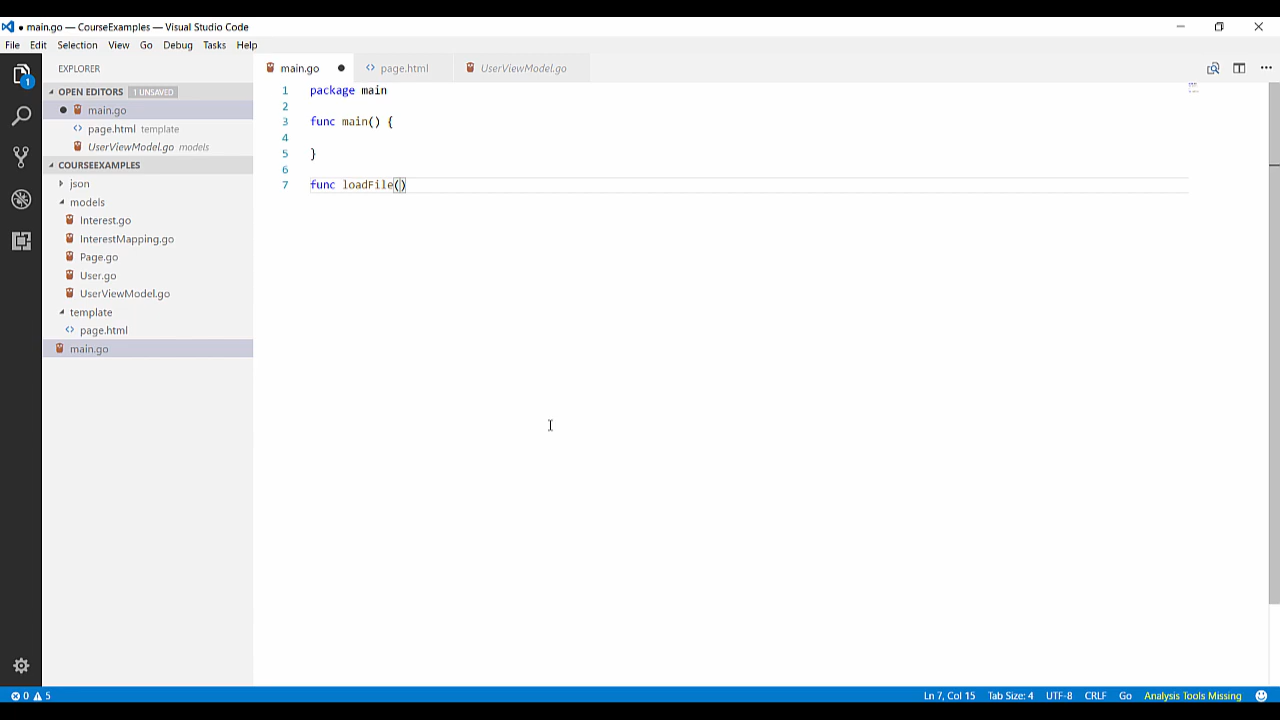 ● main.go — CourseExamples — Visual Studio Code
File Edit Selection View Go Debug Tasks Help
1
EXPLORER
OPEN EDITORS 1 UNSAVED
main.go
page.html template
UserViewModel.go models
COURSEEXAMPLES
json
models
Interest.go
InterestMapping.go
Page.go
User.go
UserViewModel.go
template
page.html
main.go
main.go page.html UserViewModel.go
1 package main
2
3 func main() {
4
5 }
6
7 func loadFile()
0 5 Ln 7, Col 15 Tab Size: 4 UTF-8 CRLF Go Analysis Tools Missing